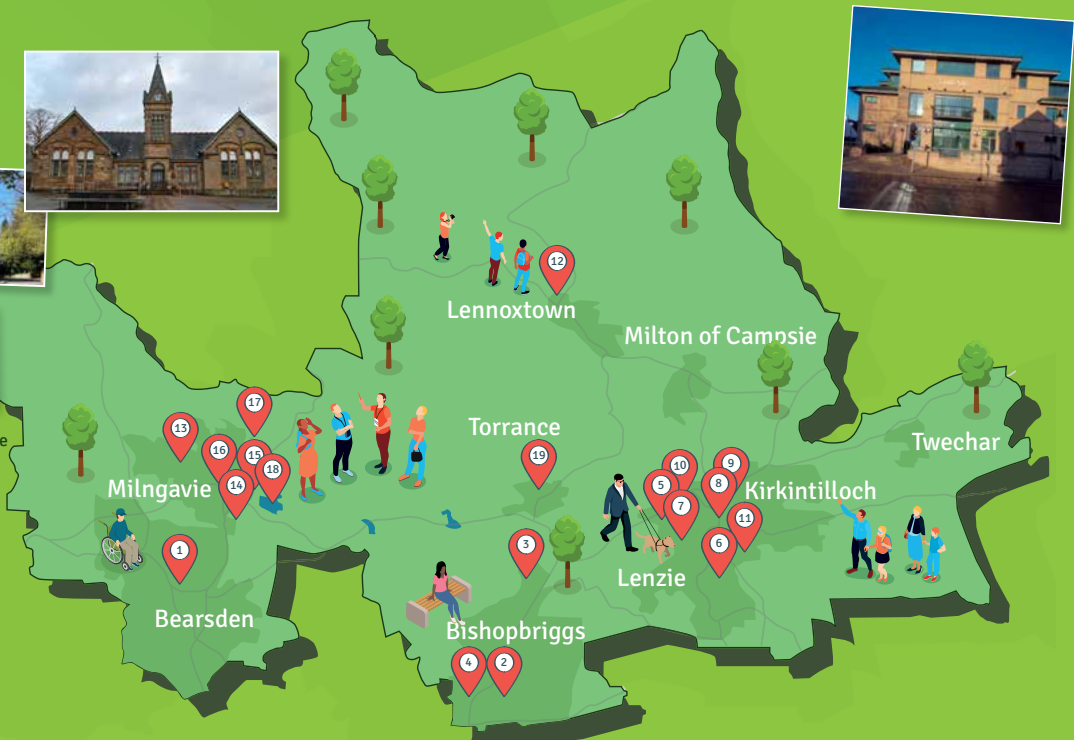 12
Lennoxtown
Milton of Campsie
17
13
Torrance
Twechar
16
15
19
18
10
9
5
8
Milngavie
14
Kirkintilloch
7
11
1
3
6
Lenzie
Bearsden
Bishopbriggs
4
2
e